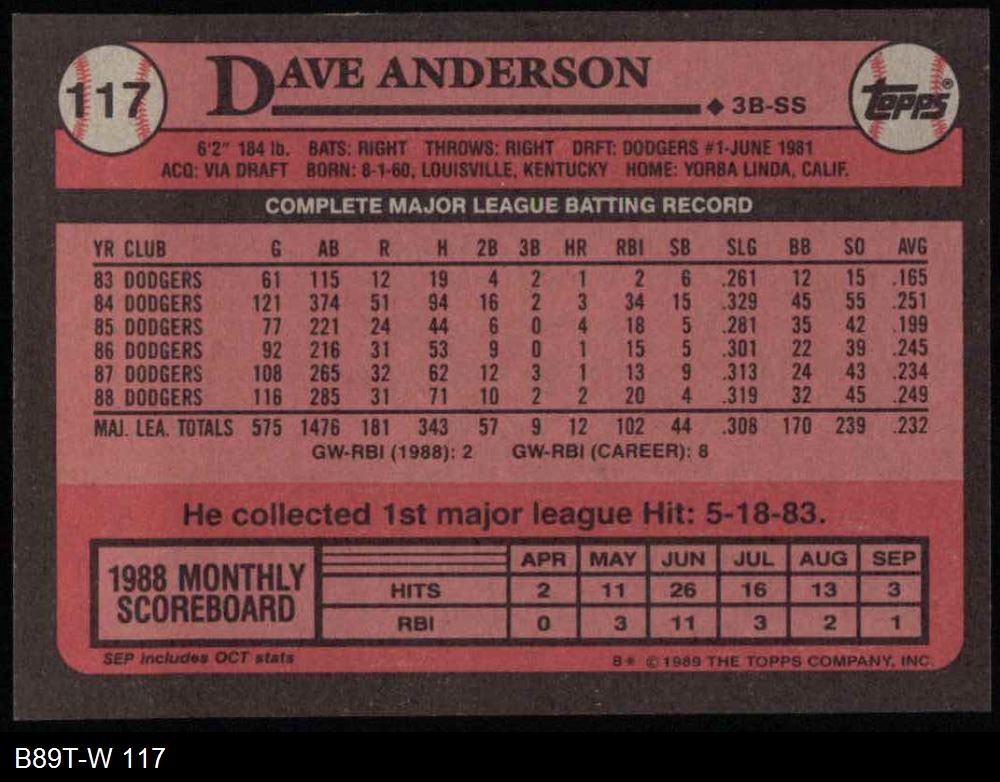 117
DAVE ANDERSON
◆ 3B-SS
topps®
6'2" 184 lb. BATS: RIGHT THROWS: RIGHT DRFT: DODGERS #1-JUNE 1981
ACQ: VIA DRAFT BORN: 8-1-60, LOUISVILLE, KENTUCKY HOME: YORBA LINDA, CALIF.
COMPLETE MAJOR LEAGUE BATTING RECORD
YR CLUB G AB R H 2B 3B HR RBI SB SLG BB SO AVG
83 DODGERS 61 115 12 19 4 2 1 2 6 .261 12 15 .165
84 DODGERS 121 374 51 94 16 2 3 34 15 .329 45 55 .251
85 DODGERS 77 221 24 44 6 0 4 18 5 .281 35 42 .199
86 DODGERS 92 216 31 53 9 0 1 15 5 .301 22 39 .245
87 DODGERS 108 265 32 62 12 3 1 13 9 .313 24 43 .234
88 DODGERS 116 285 31 71 10 2 2 20 4 .319 32 45 .249
MAJ. LEA. TOTALS 575 1476 181 343 57 9 12 102 44 .308 170 239 .232
GW-RBI (1988): 2 GW-RBI (CAREER): 8
He collected 1st major league Hit: 5-18-83.
1988 MONTHLY
SCOREBOARD
APR MAY JUN JUL AUG SEP
HITS 2 11 26 16 13 3
RBI 0 3 11 3 2 1
SEP includes OCT stats
B* © 1989 THE TOPPS COMPANY, INC.
B89T-W 117